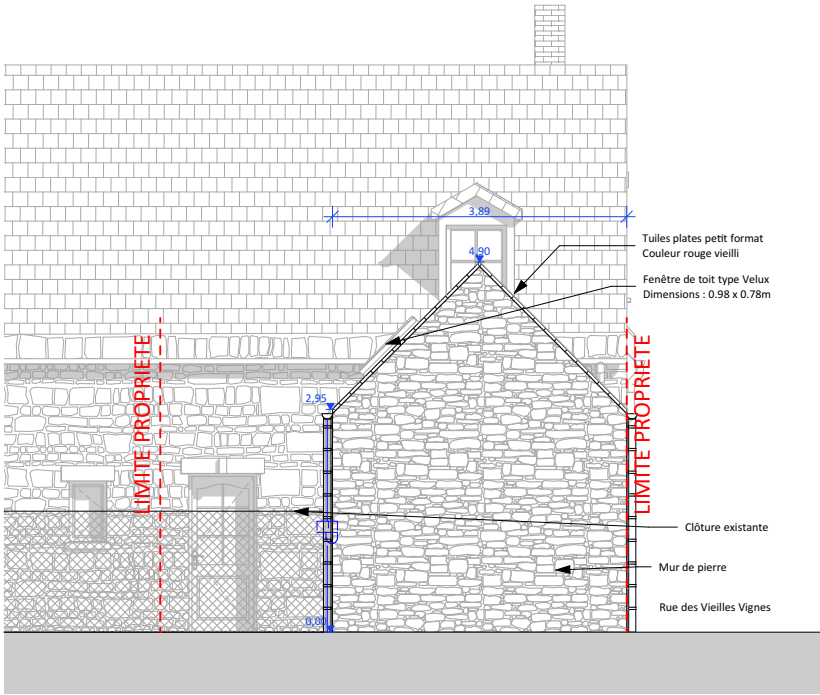 3,89
Tuiles plates petit format
Couleur rouge vieilli
4,90
Fenêtre de toit type Velux
Dimensions : 0.98 x 0.78m
LIMITE PROPRIETE
LIMITE PROPRIETE
2,95
Clôture existante
Mur de pierre
Rue des Vieilles Vignes
0,00